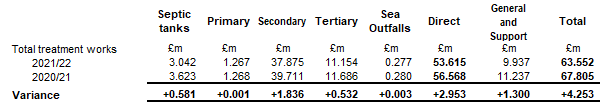 Septic tanks Primary Secondary Tertiary Sea Outfalls Direct General and Support Total
Total treatment works £m £m £m £m £m £m £m £m
2021/22 3.042 1.267 37.875 11.154 0.277 53.615 9.937 63.552
2020/21 3.623 1.268 39.711 11.686 0.280 56.568 11.237 67.805
Variance +0.581 +0.001 +1.836 +0.532 +0.003 +2.953 +1.300 +4.253